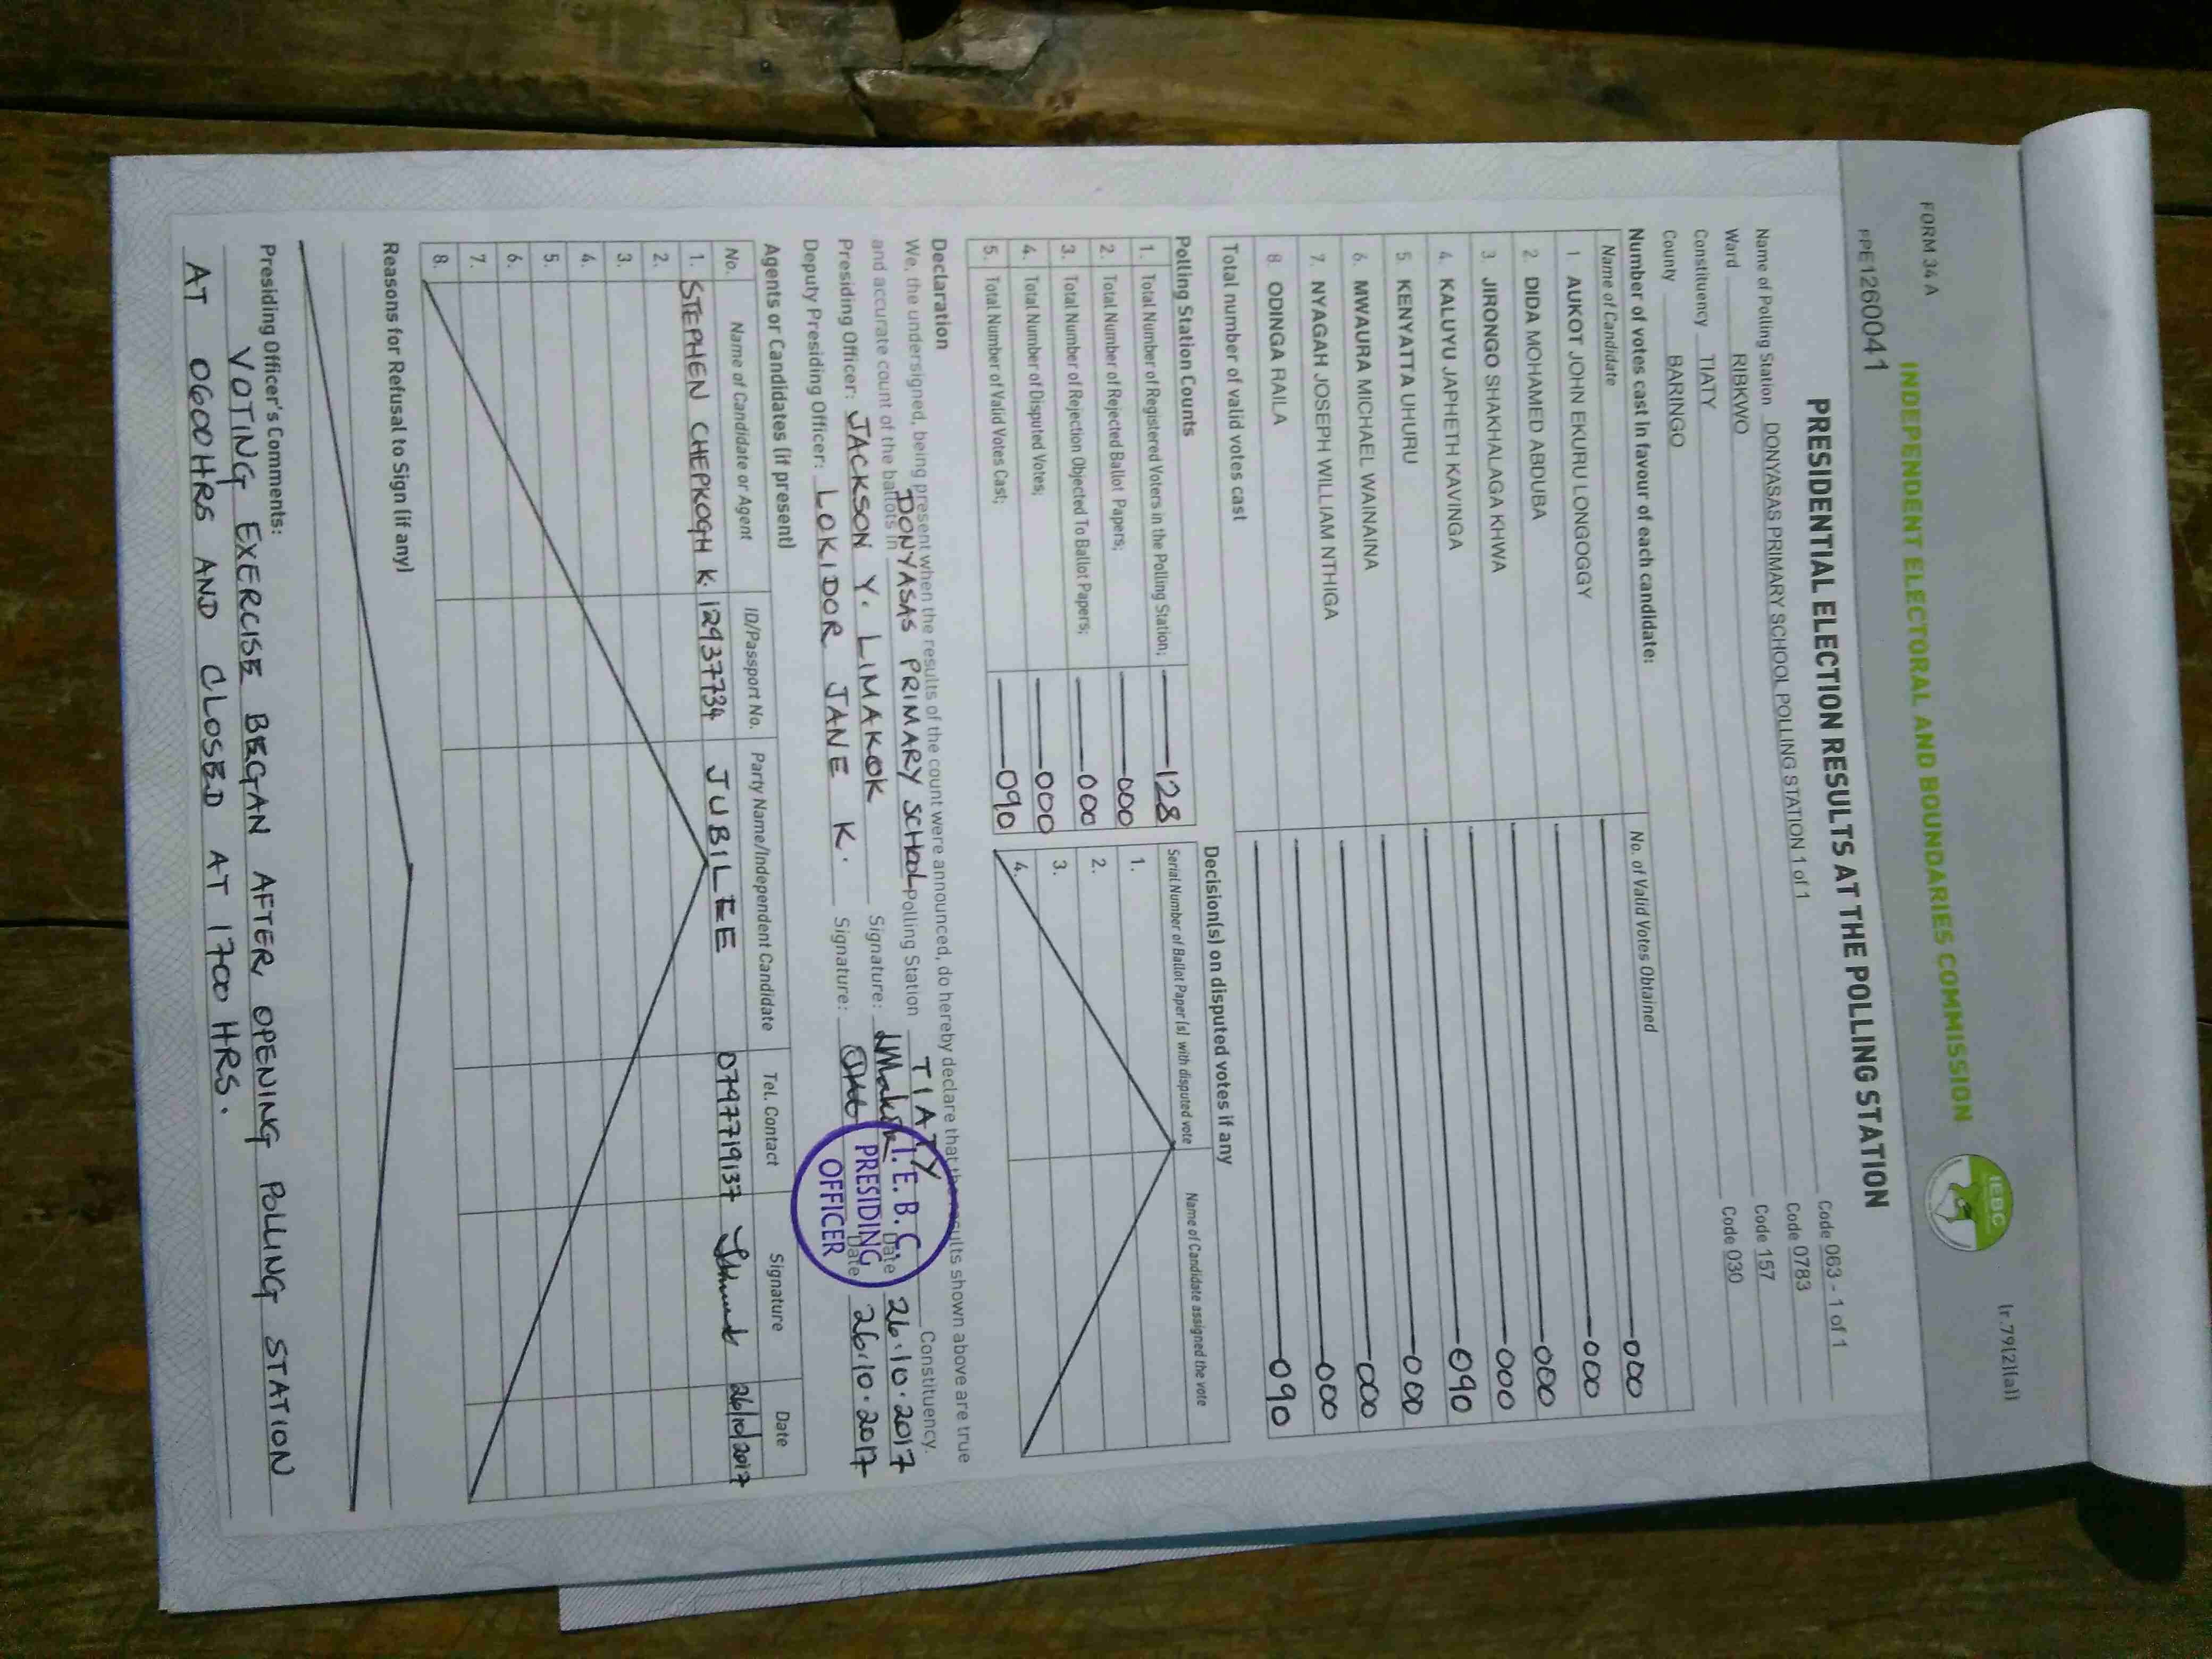 FORM 34 A
(r.79(2)(a))
INDEPENDENT ELECTORAL AND BOUNDARIES COMMISSION
IEBC
PPE1260041
PRESIDENTIAL ELECTION RESULTS AT THE POLLING STATION
Name of Polling Station DONYASAS PRIMARY SCHOOL POLLING STATION 1 of 1 Code 063 - 1 of 1
Ward RIBKWO Code 0783
Constituency TIATY Code 157
County BARINGO Code 030
Number of votes cast in favour of each candidate:
Name of Candidate No. of Valid Votes Obtained
1 AUKOT JOHN EKURU LONGOGGY 000
2 DIDA MOHAMED ABDUBA 000
3 JIRONGO SHAKHALAGA KHWA 000
4 KALUYU JAPHETH KAVINGA 000
5 KENYATTA UHURU 090
6 MWAURA MICHAEL WAINAINA 000
7 NYAGAH JOSEPH WILLIAM NTHIGA 000
8 ODINGA RAILA 000
Total number of valid votes cast 090
Polling Station Counts
1. Total Number of Registered Voters in the Polling Station; 128
2. Total Number of Rejected Ballot Papers; 000
3. Total Number of Rejection Objected To Ballot Papers; 000
4. Total Number of Disputed Votes; 000
5. Total Number of Valid Votes Cast; 090
Decision(s) on disputed votes if any
Serial Number of Ballot Paper (s) with disputed vote Name of Candidate assigned the vote
1.
2.
3.
4.
Declaration
We, the undersigned, being present when the results of the count were announced, do hereby declare that the results shown above are true
and accurate count of the ballots in DONYASAS PRIMARY SCHOOL Polling Station TIATY Constituency.
Presiding Officer: JACKSON Y. LIMAKOK Signature: Date 26.10.2017
Deputy Presiding Officer: LOKIDOR JANE K. Signature: Date 26.10.2017
I.E.B.C.
PRESIDING
OFFICER
Agents or Candidates (if present)
No. Name of Candidate or Agent ID/Passport No. Party Name/Independent Candidate Tel. Contact Signature Date
1. STEPHEN CHEPKOGH K. 12937734 JUBILEE 0797719137 26/10/2017
2.
3.
4.
5.
6.
7.
8.
Reasons for Refusal to Sign (if any)
Presiding Officer's Comments:
VOTING EXERCISE BEGAN AFTER OPENING POLLING STATION
AT 0600HRS AND CLOSED AT 1700 HRS.